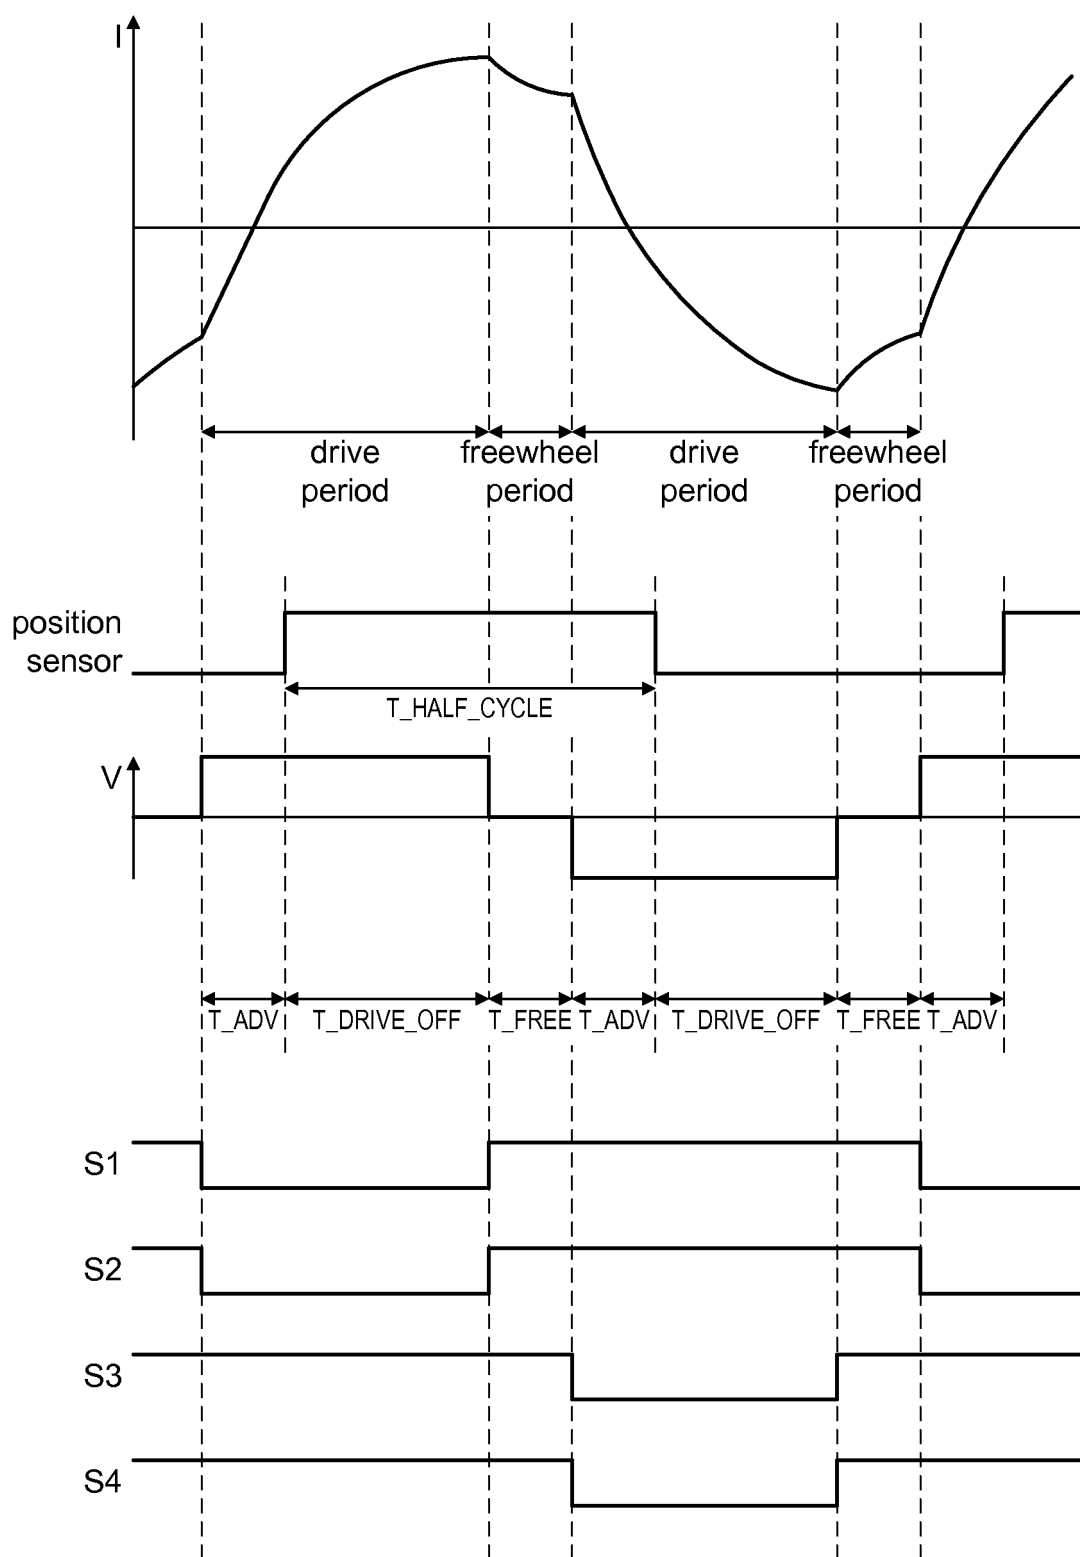 I
drive period
freewheel period
drive period
freewheel period
position sensor
T_HALF_CYCLE
V
T_ADV
T_DRIVE_OFF
T_FREE
T_ADV
T_DRIVE_OFF
T_FREE
T_ADV
S1
S2
S3
S4